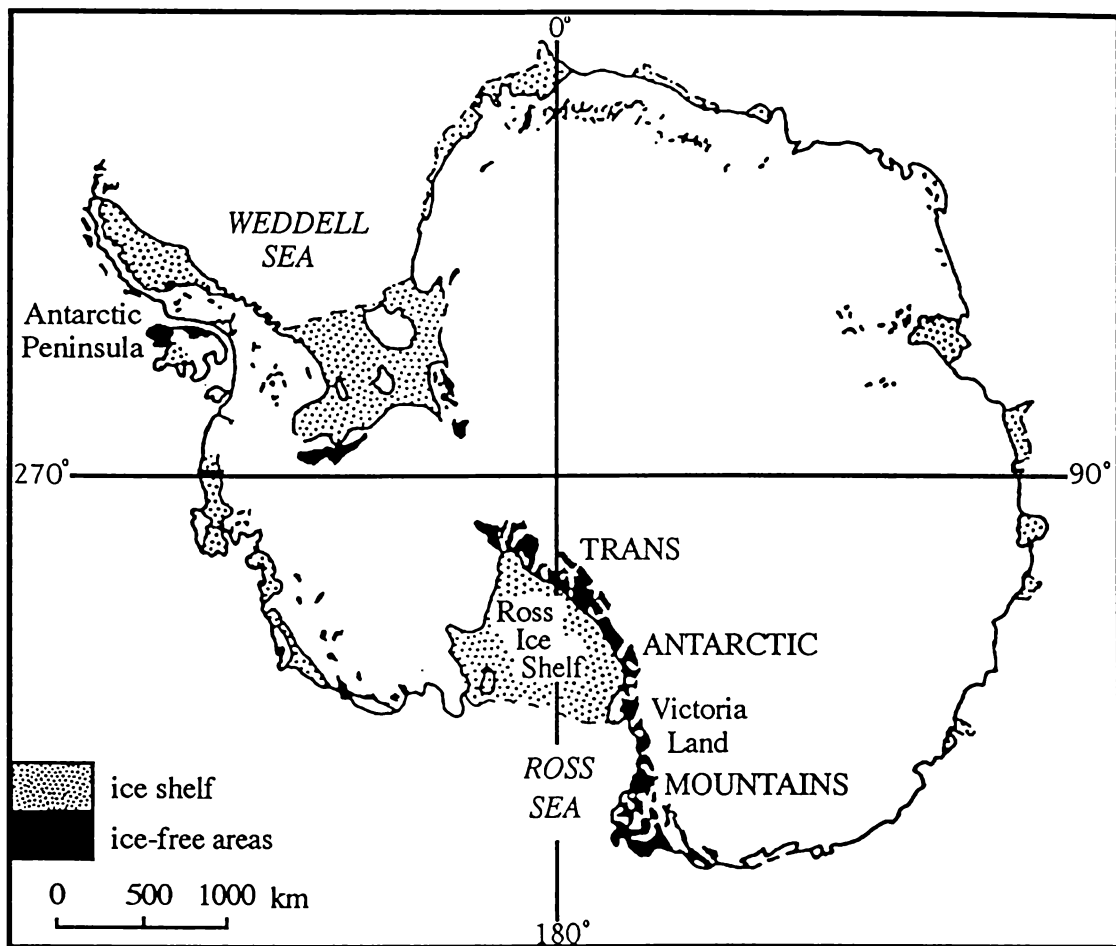 0°
WEDDELL
SEA
Antarctic
Peninsula
270°
90°
TRANS
Ross
Ice
Shelf
ANTARCTIC
Victoria
Land
ROSS
SEA
MOUNTAINS
ice shelf
ice-free areas
0 500 1000 km
180°